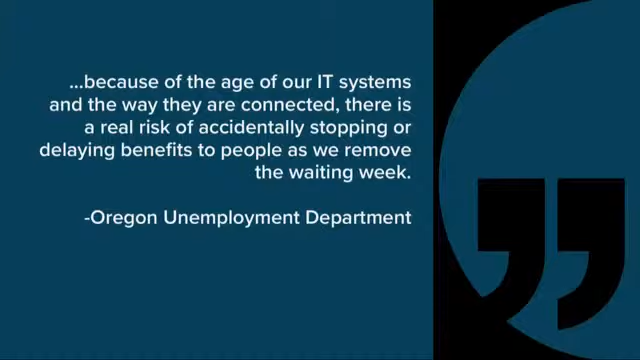 ...because of the age of our IT systems
and the way they are connected, there is
a real risk of accidentally stopping or
delaying benefits to people as we remove
the waiting week.
-Oregon Unemployment Department